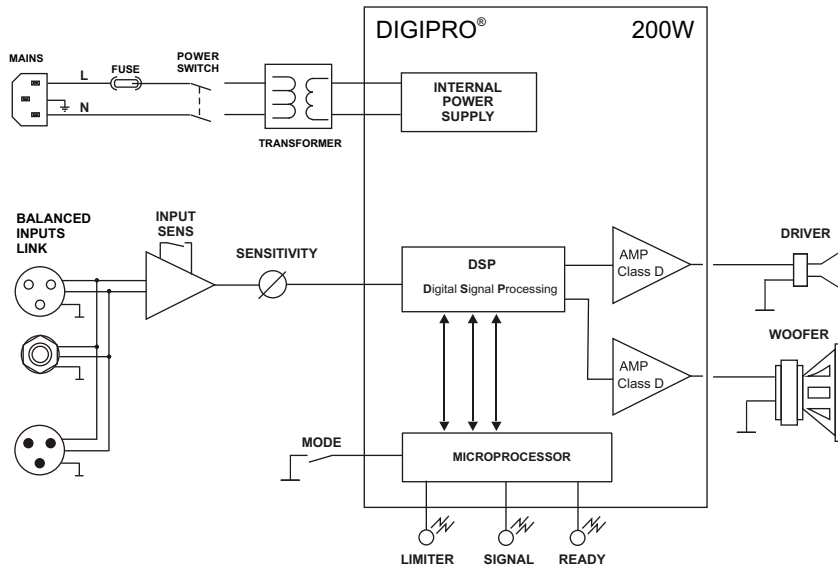 DIGIPRO® 200W
MAINS
L
FUSE
POWER
SWITCH
N
TRANSFORMER
INTERNAL
POWER
SUPPLY
BALANCED
INPUTS
LINK
INPUT
SENS
SENSITIVITY
DSP
Digital Signal Processing
AMP
Class D
DRIVER
AMP
Class D
WOOFER
MODE
MICROPROCESSOR
LIMITER SIGNAL READY